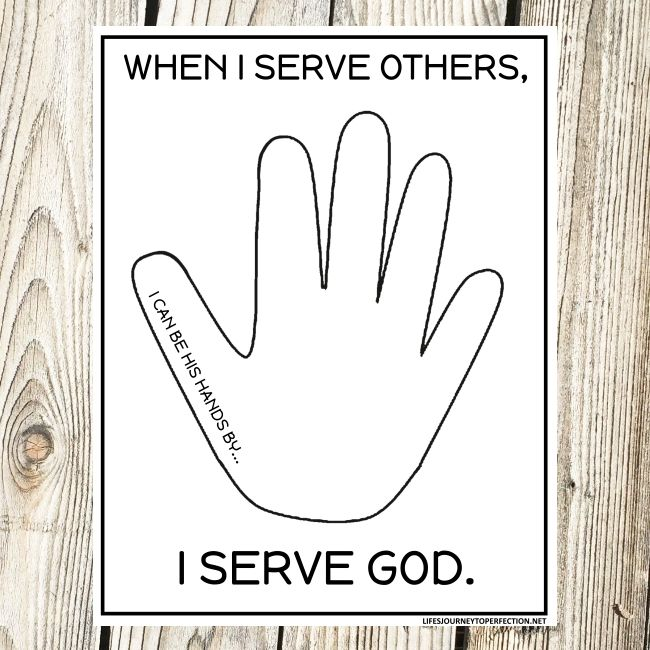 WHEN I SERVE OTHERS,
I CAN BE HIS HANDS BY...
I SERVE GOD.
LIFESJOURNEYTOPERFECTION.NET